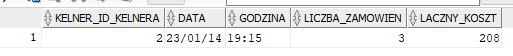 KELNER_ID_KELNERA DATA GODZINA LICZBA_ZAMOWIEN LACZNY_KOSZT
1 2 23/01/14 19:15 3 208